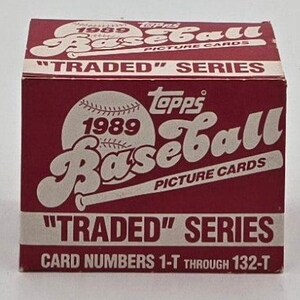 1989
Topps
Baseball
PICTURE CARDS
"TRADED" SERIES
Topps
1989
Baseball
PICTURE CARDS
"TRADED" SERIES
CARD NUMBERS 1-T THROUGH 132-T